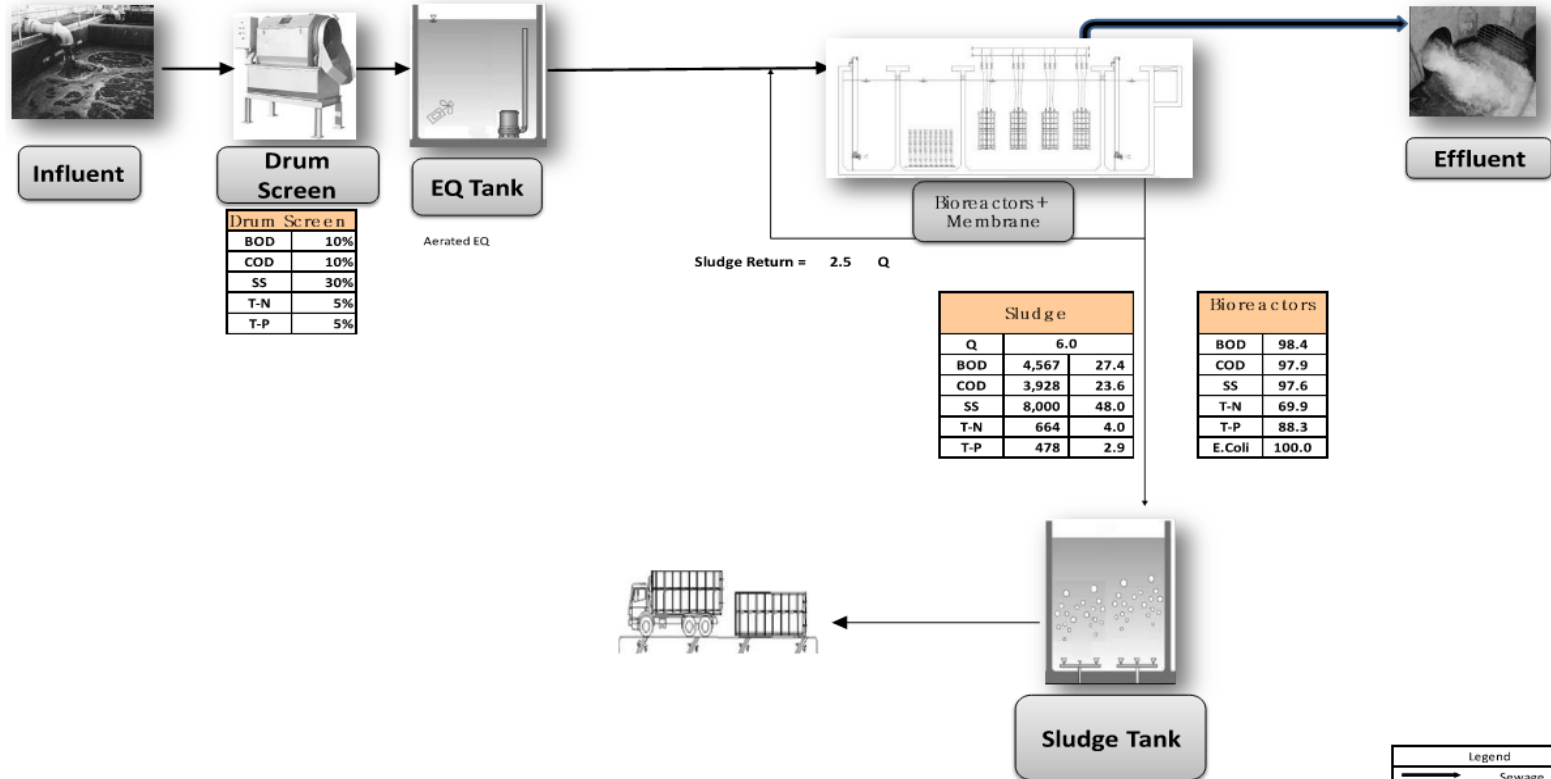 Influent
Drum
Screen
EQ Tank
Bioreactors+
Membrane
Effluent
Drum Screen
BOD 10%
COD 10%
SS 30%
T-N 5%
T-P 5%
Aerated EQ
Sludge Return = 2.5 Q
Sludge
Q 6.0
BOD 4,567 27.4
COD 3,928 23.6
SS 8,000 48.0
T-N 664 4.0
T-P 478 2.9
Bioreactors
BOD 98.4
COD 97.9
SS 97.6
T-N 69.9
T-P 88.3
E.Coli 100.0
Sludge Tank
Legend
Sewage